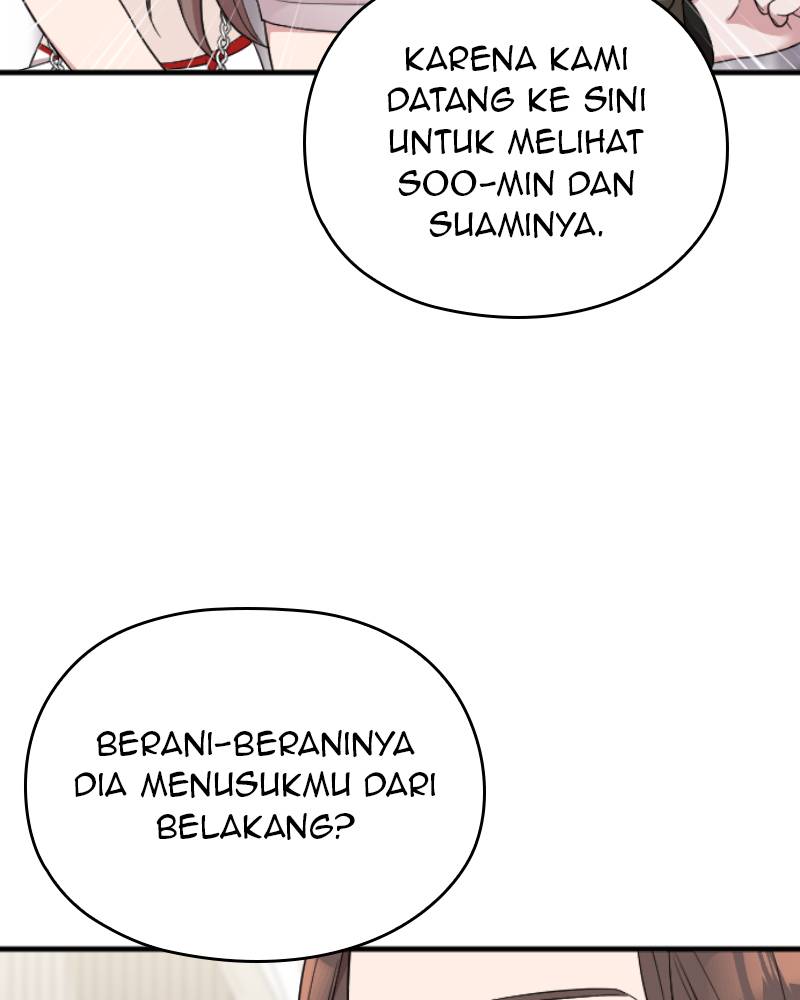 KARENA KAMI
DATANG KE SINI
UNTUK MELIHAT
SOO-MIN DAN
SUAMINYA.
BERANI-BERANINYA
DIA MENUSUKMU DARI
BELAKANG?